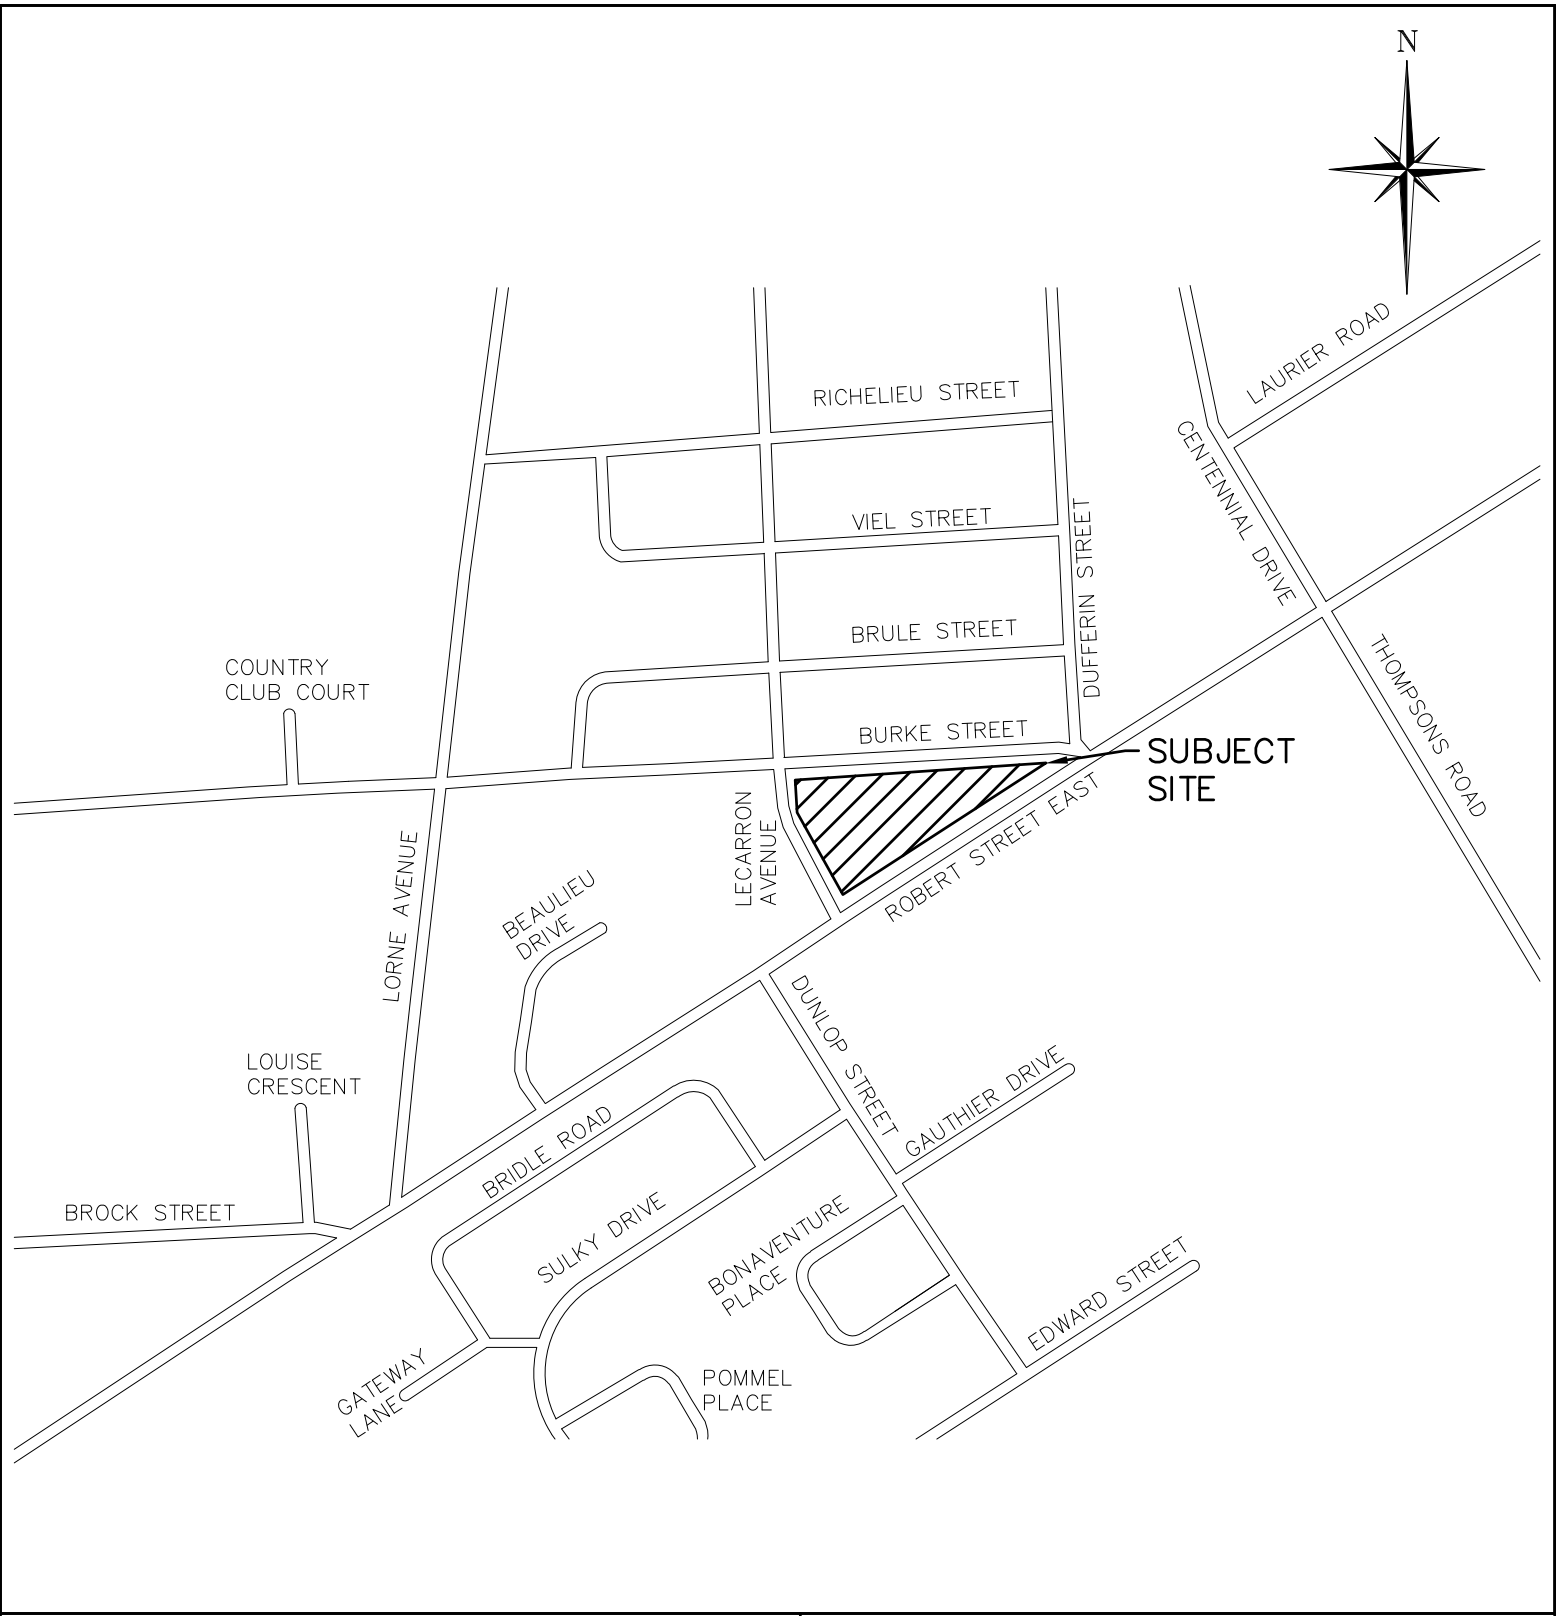 N
LAURIER ROAD
RICHELIEU STREET
CENTENNIAL DRIVE
VIEL STREET
DUFFERIN STREET
BRULE STREET
THOMPSONS ROAD
COUNTRY
CLUB COURT
BURKE STREET
SUBJECT
SITE
LECARRON
AVENUE
ROBERT STREET EAST
LORNE AVENUE
BEAULIEU
DRIVE
DUNLOP STREET
LOUISE
CRESCENT
GAUTHIER DRIVE
BRIDLE ROAD
BROCK STREET
SULKY DRIVE
BONAVENTURE
PLACE
EDWARD STREET
GATEWAY
LANE
POMMEL
PLACE